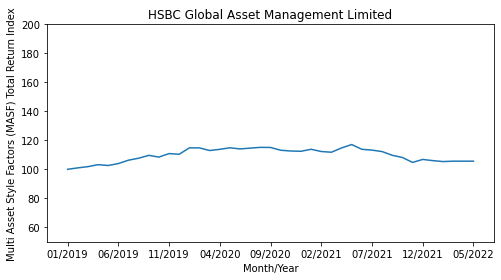 HSBC Global Asset Management Limited
Multi Asset Style Factors (MASF) Total Return Index
200
180
160
140
120
100
80
60
01/2019 06/2019 11/2019 04/2020 09/2020 02/2021 07/2021 12/2021 05/2022
Month/Year